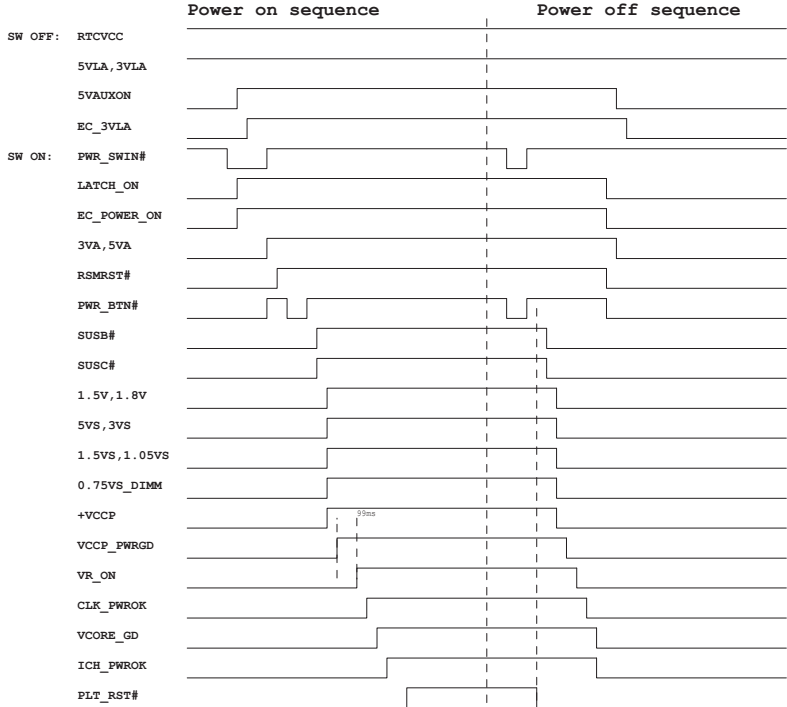 Power on sequence Power off sequence
SW OFF: RTCVCC
5VLA,3VLA
5VAUXON
EC_3VLA
SW ON: PWR_SWIN#
LATCH_ON
EC_POWER_ON
3VA,5VA
RSMRST#
PWR_BTN#
SUSB#
SUSC#
1.5V,1.8V
5VS,3VS
1.5VS,1.05VS
0.75VS_DIMM
+VCCP 99ms
VCCP_PWRGD
VR_ON
CLK_PWROK
VCORE_GD
ICH_PWROK
PLT_RST#